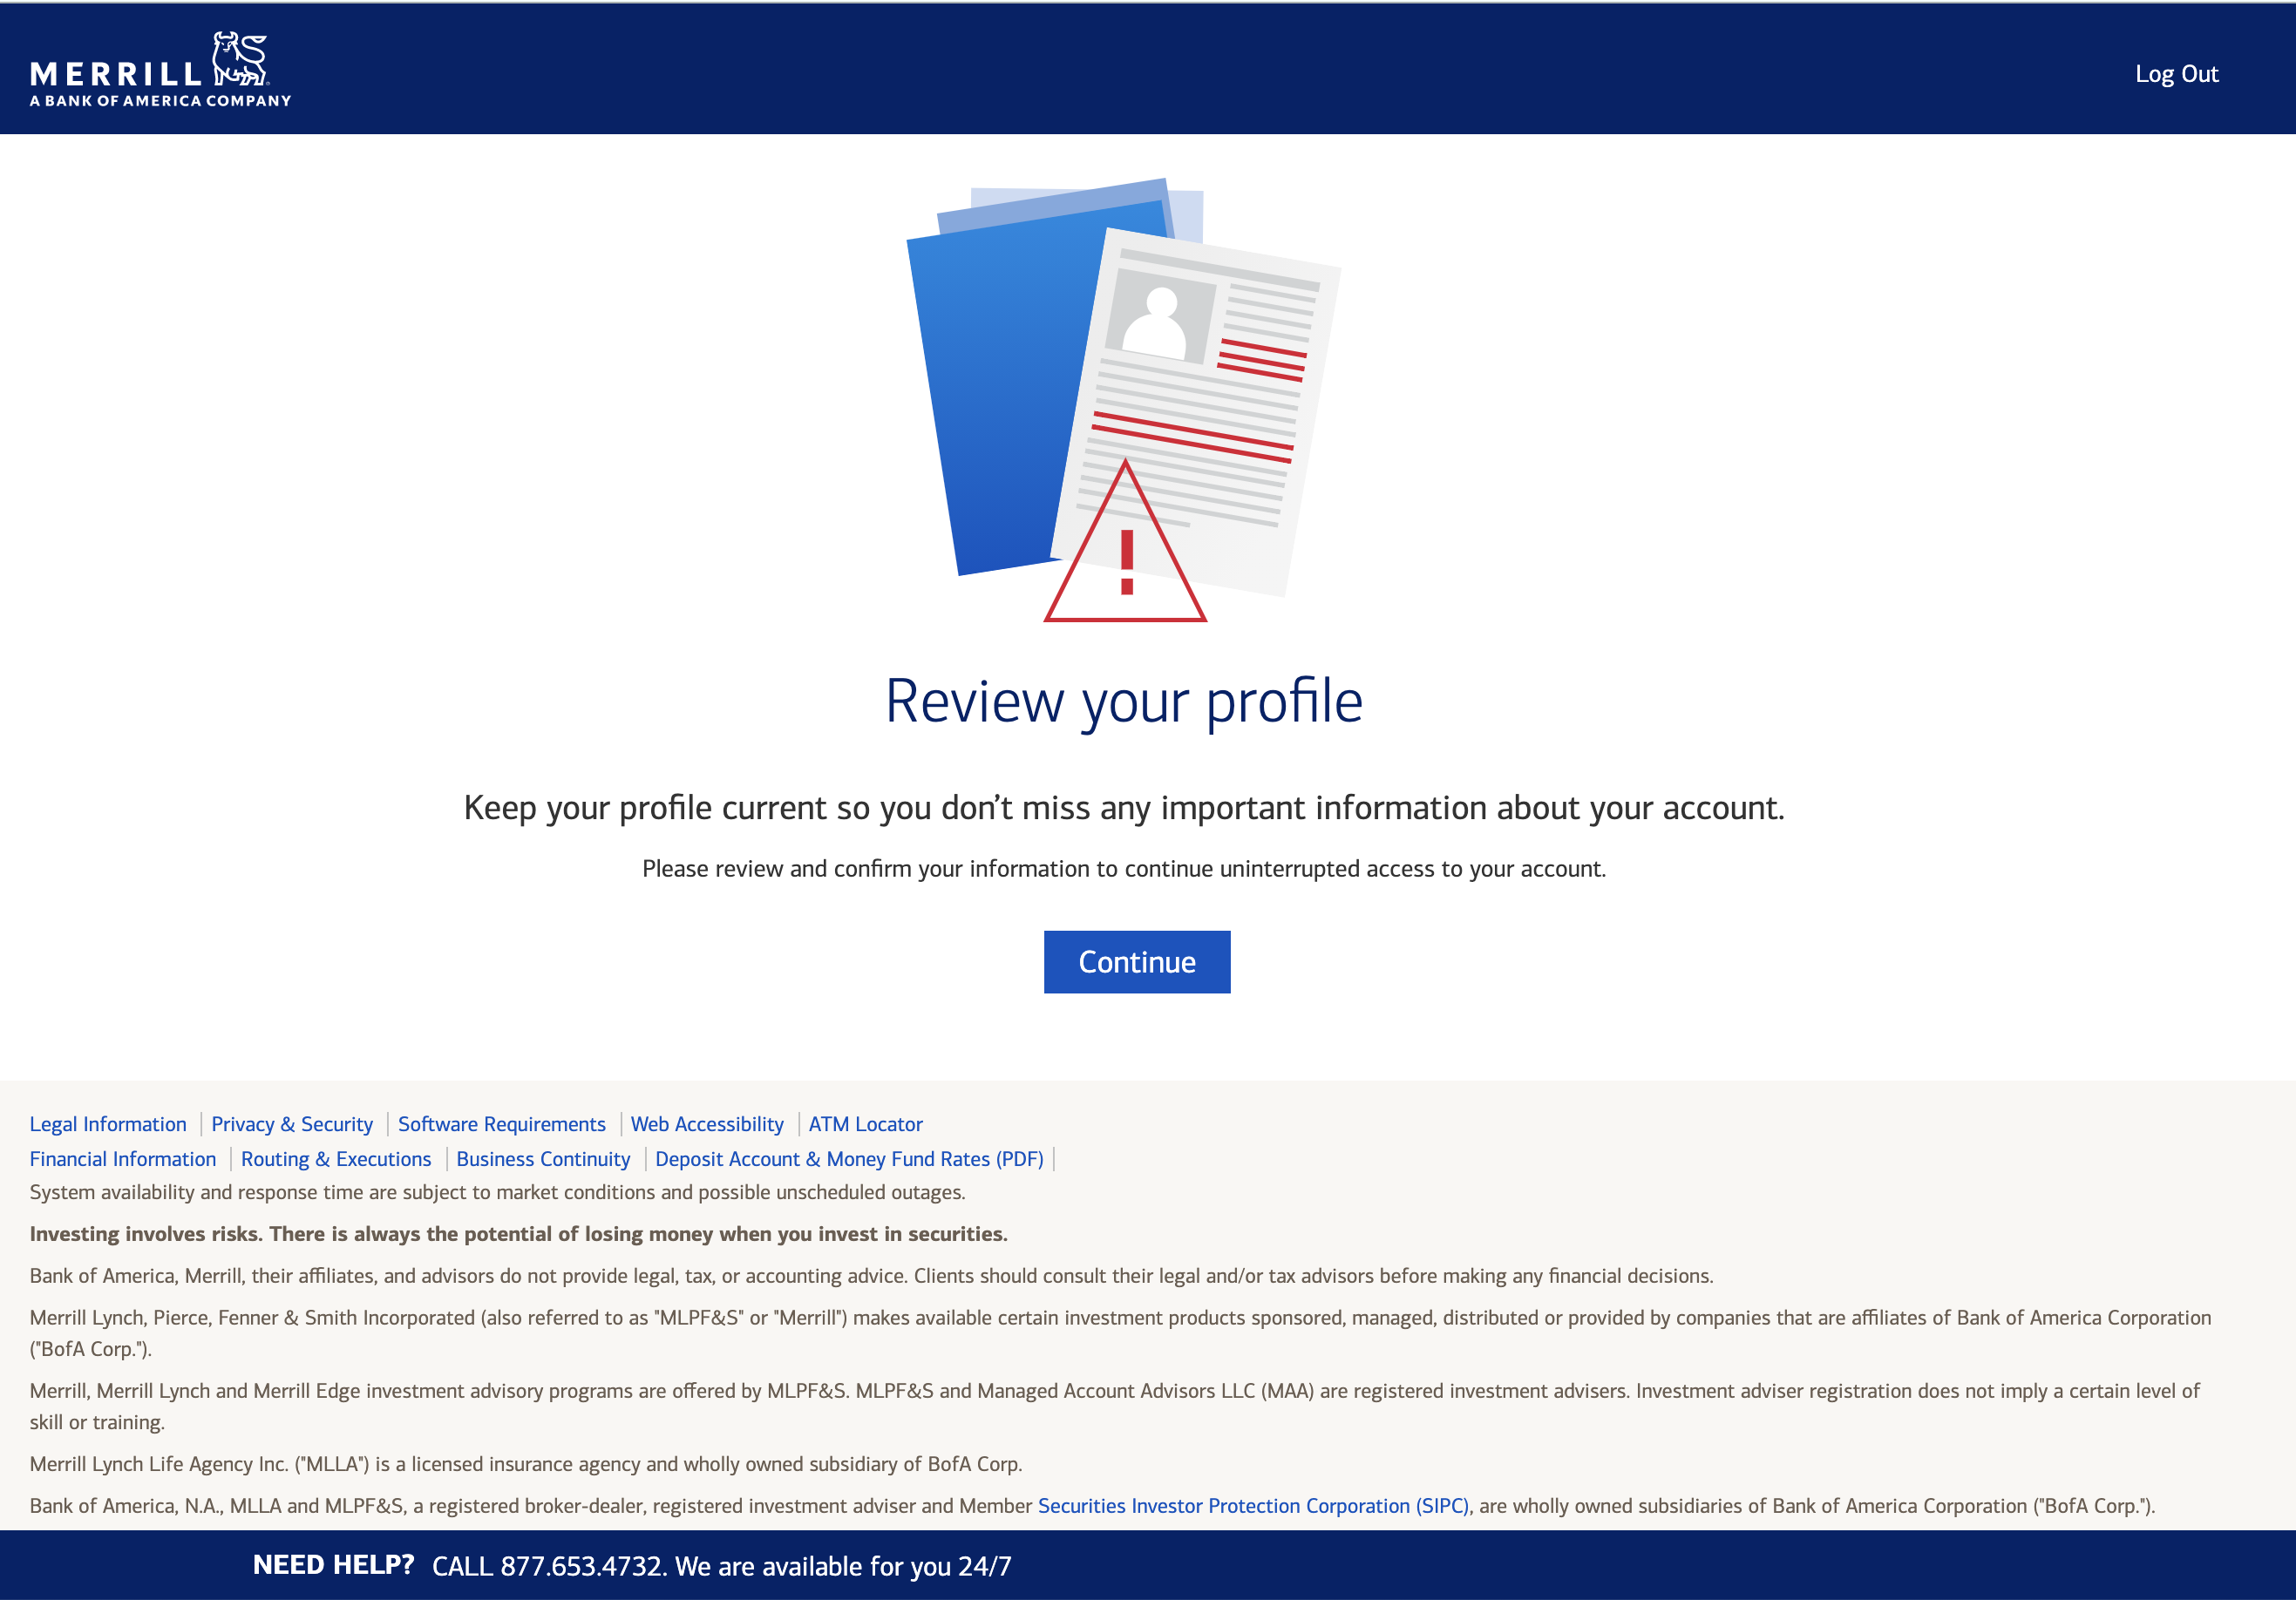 MERRILL
A BANK OF AMERICA COMPANY
Log Out
Review your profile
Keep your profile current so you don’t miss any important information about your account.
Please review and confirm your information to continue uninterrupted access to your account.
Continue
Legal Information | Privacy & Security | Software Requirements | Web Accessibility | ATM Locator
Financial Information | Routing & Executions | Business Continuity | Deposit Account & Money Fund Rates (PDF) |
System availability and response time are subject to market conditions and possible unscheduled outages.
Investing involves risks. There is always the potential of losing money when you invest in securities.
Bank of America, Merrill, their affiliates, and advisors do not provide legal, tax, or accounting advice. Clients should consult their legal and/or tax advisors before making any financial decisions.
Merrill Lynch, Pierce, Fenner & Smith Incorporated (also referred to as "MLPF&S" or "Merrill") makes available certain investment products sponsored, managed, distributed or provided by companies that are affiliates of Bank of America Corporation
("BofA Corp.").
Merrill, Merrill Lynch and Merrill Edge investment advisory programs are offered by MLPF&S. MLPF&S and Managed Account Advisors LLC (MAA) are registered investment advisers. Investment adviser registration does not imply a certain level of
skill or training.
Merrill Lynch Life Agency Inc. ("MLLA") is a licensed insurance agency and wholly owned subsidiary of BofA Corp.
Bank of America, N.A., MLLA and MLPF&S, a registered broker-dealer, registered investment adviser and Member Securities Investor Protection Corporation (SIPC), are wholly owned subsidiaries of Bank of America Corporation ("BofA Corp.").
NEED HELP? CALL 877.653.4732. We are available for you 24/7